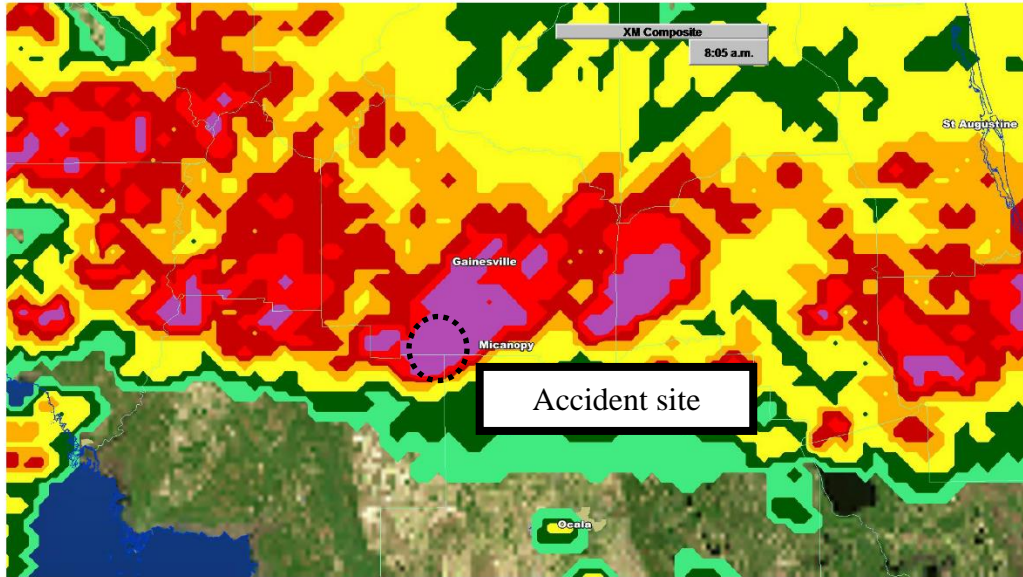 XM Composite
8:05 a.m.
St Augustine
Gainesville
Micanopy
Accident site
Ocala